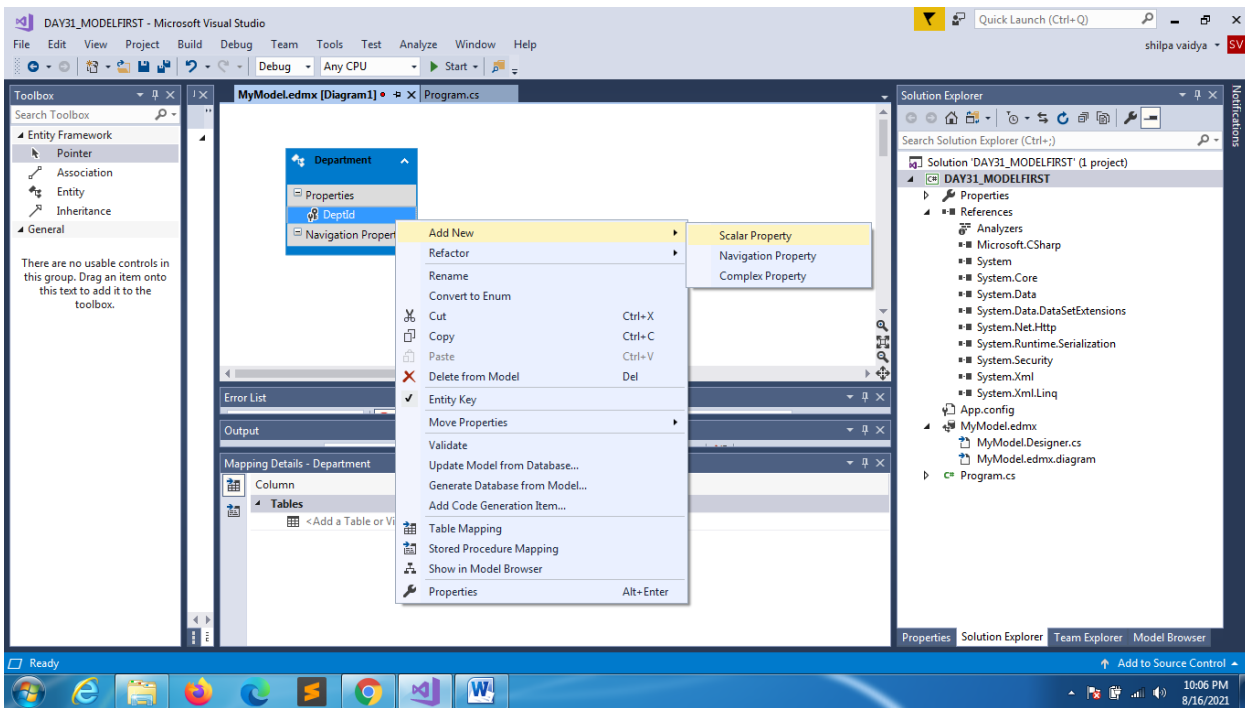 DAY31_MODELFIRST - Microsoft Visual Studio
Quick Launch (Ctrl+Q)
File Edit View Project Build Debug Team Tools Test Analyze Window Help
shilpa vaidya SV
Debug Any CPU Start
Toolbox
Search Toolbox
Entity Framework
Pointer
Association
Entity
Inheritance
General
There are no usable controls in
this group. Drag an item onto
this text to add it to the
toolbox.
MyModel.edmx [Diagram1] Program.cs
Department
Properties
DeptId
Navigation Propert
Add New
Refactor
Rename
Convert to Enum
Cut Ctrl+X
Copy Ctrl+C
Paste Ctrl+V
Delete from Model Del
Entity Key
Move Properties
Validate
Update Model from Database...
Generate Database from Model...
Add Code Generation Item...
Table Mapping
Stored Procedure Mapping
Show in Model Browser
Properties Alt+Enter
Scalar Property
Navigation Property
Complex Property
Error List
Output
Mapping Details - Department
Column
Tables
<Add a Table or Vi
Solution Explorer
Search Solution Explorer (Ctrl+;)
Solution 'DAY31_MODELFIRST' (1 project)
C# DAY31_MODELFIRST
Properties
References
Analyzers
Microsoft.CSharp
System
System.Core
System.Data
System.Data.DataSetExtensions
System.Net.Http
System.Runtime.Serialization
System.Security
System.Xml
System.Xml.Linq
App.config
MyModel.edmx
MyModel.Designer.cs
MyModel.edmx.diagram
C# Program.cs
Properties Solution Explorer Team Explorer Model Browser
Notifications
Ready
Add to Source Control
10:06 PM
8/16/2021